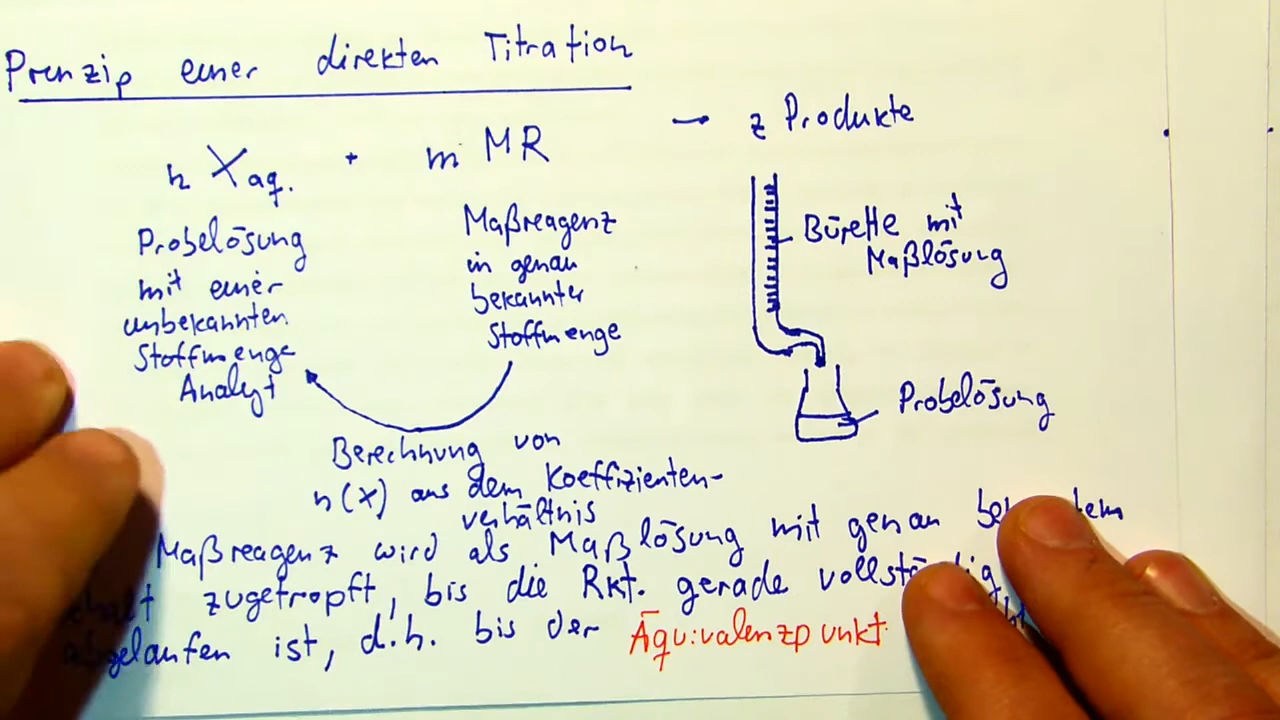 Prinzip einer direkten Titration
n Xaq. + m MR → z Produkte
Probelösung
mit einer
unbekannten
Stoffmenge
Analyt
Maßreagenz
in genau
bekannter
Stoffmenge
Bürette mit
Maßlösung
Probelösung
Berechnung von
n(X) aus dem Koeffizienten-
verhältnis
Maßreagenz wird als Maßlösung mit genau
zugetropft, bis die Rkt. gerade vollständig
abgelaufen ist, d.h. bis der Äquivalenzpunkt